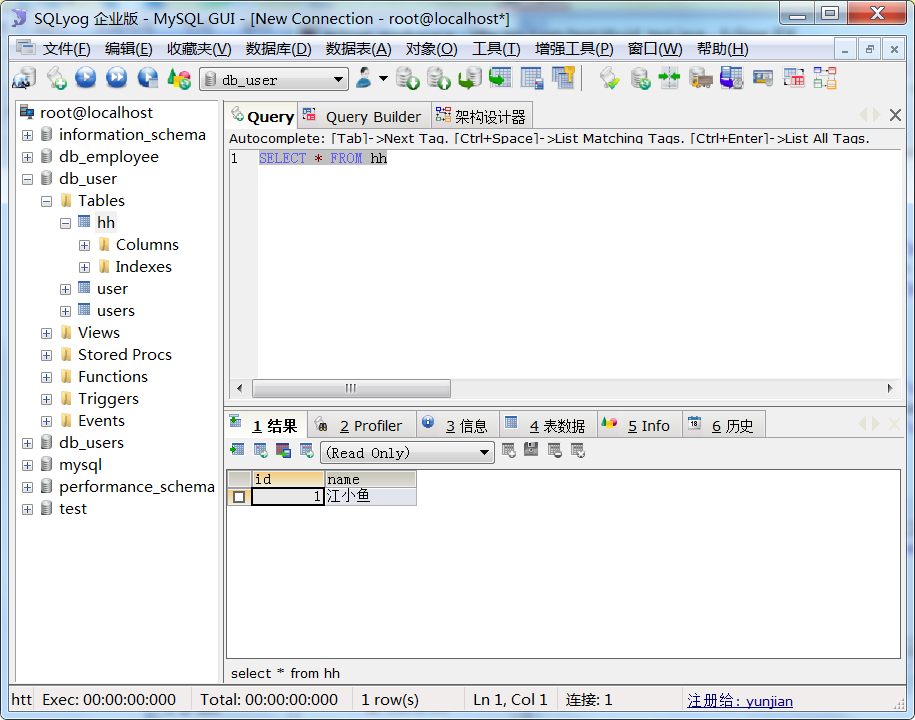 SQLyog 企业版 - MySQL GUI - [New Connection - root@localhost*]
文件(F) 编辑(E) 收藏夹(V) 数据库(D) 数据表(A) 对象(O) 工具(T) 增强工具(P) 窗口(W) 帮助(H)
db_user
root@localhost
information_schema
db_employee
db_user
Tables
hh
Columns
Indexes
user
users
Views
Stored Procs
Functions
Triggers
Events
db_users
mysql
performance_schema
test
Query Query Builder 架构设计器
Autocomplete: [Tab]->Next Tag. [Ctrl+Space]->List Matching Tags. [Ctrl+Enter]->List All Tags.
1 SELECT * FROM hh
1 结果 2 Profiler 3 信息 4 表数据 5 Info 6 历史
(Read Only)
id name
1 江小鱼
select * from hh
htt Exec: 00:00:00:000 Total: 00:00:00:000 1 row(s) Ln 1, Col 1 连接: 1 注册给: yunjian